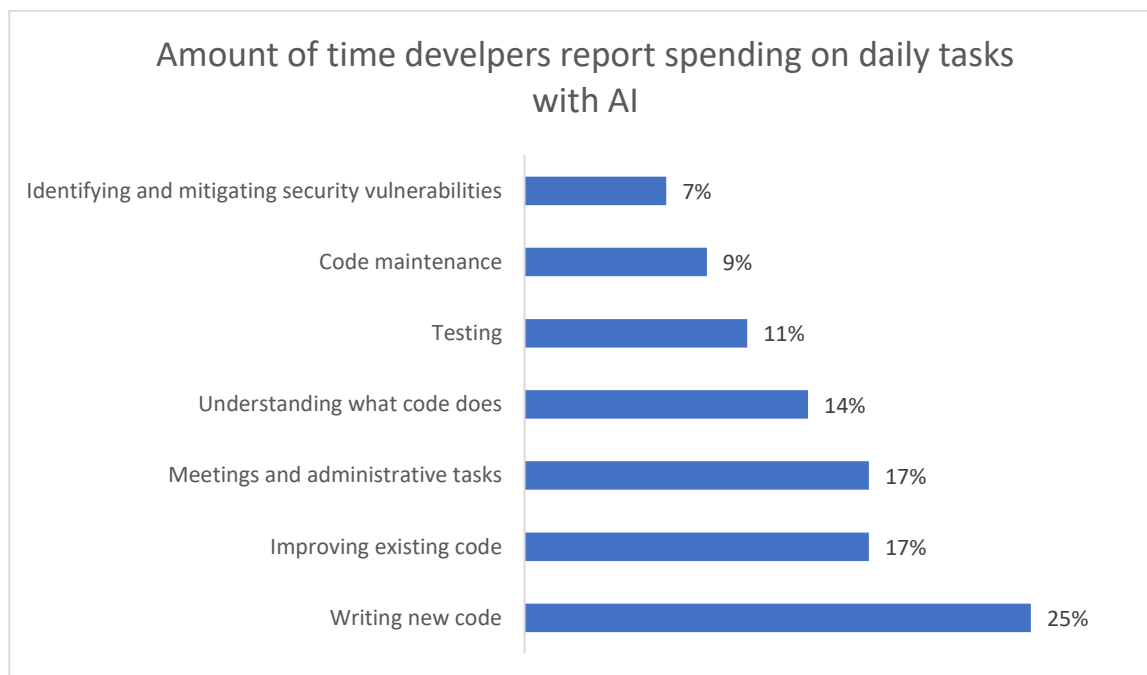 Amount of time develpers report spending on daily tasks
with AI
Identifying and mitigating security vulnerabilities 7%
Code maintenance 9%
Testing 11%
Understanding what code does 14%
Meetings and administrative tasks 17%
Improving existing code 17%
Writing new code 25%